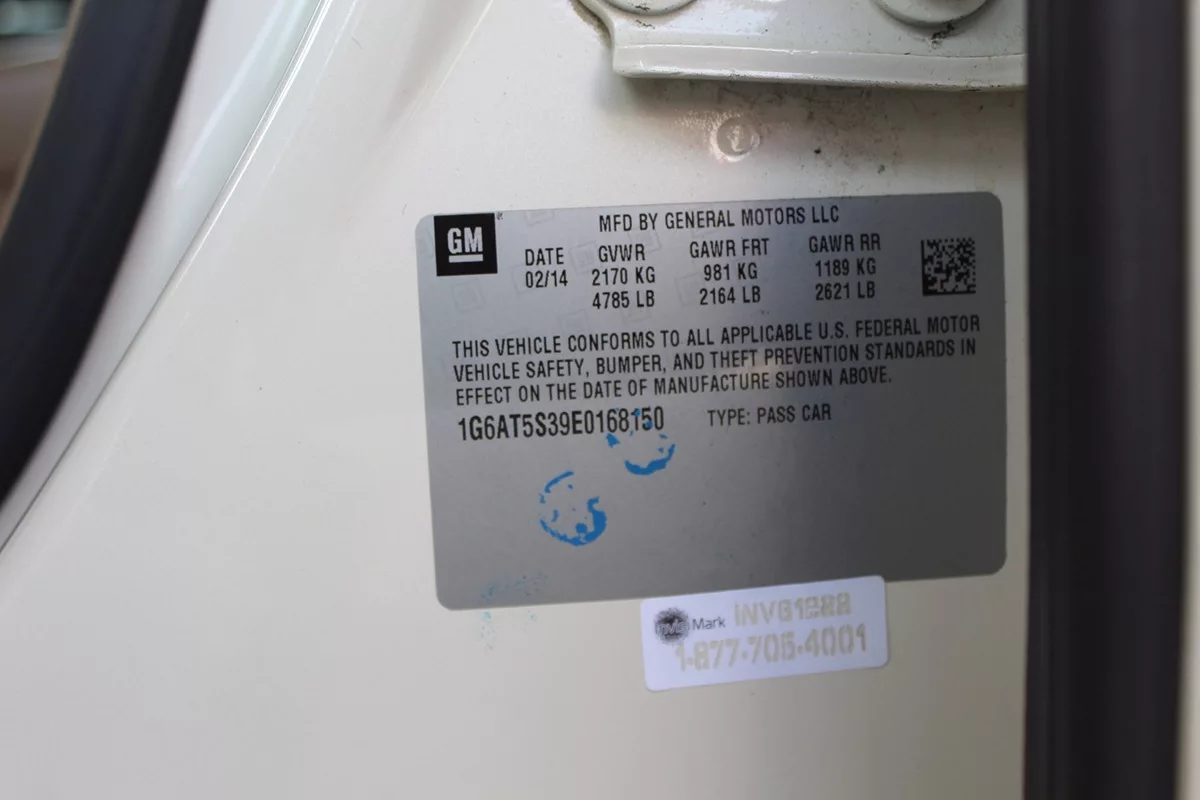 GM
MFD BY GENERAL MOTORS LLC
DATE GVWR GAWR FRT GAWR RR
02/14 2170 KG 981 KG 1189 KG
4785 LB 2164 LB 2621 LB
THIS VEHICLE CONFORMS TO ALL APPLICABLE U.S. FEDERAL MOTOR
VEHICLE SAFETY, BUMPER, AND THEFT PREVENTION STANDARDS IN
EFFECT ON THE DATE OF MANUFACTURE SHOWN ABOVE.
1G6AT5S39E0168150 TYPE: PASS CAR
Mark
1-877-705-4001